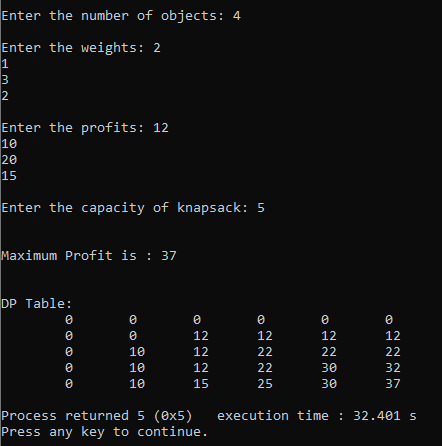 Enter the number of objects: 4
Enter the weights: 2
1
3
2
Enter the profits: 12
10
20
15
Enter the capacity of knapsack: 5
Maximum Profit is : 37
DP Table:
0 0 0 0 0 0
0 0 12 12 12 12
0 10 12 22 22 22
0 10 12 22 30 32
0 10 15 25 30 37
Process returned 5 (0x5)   execution time : 32.401 s
Press any key to continue.